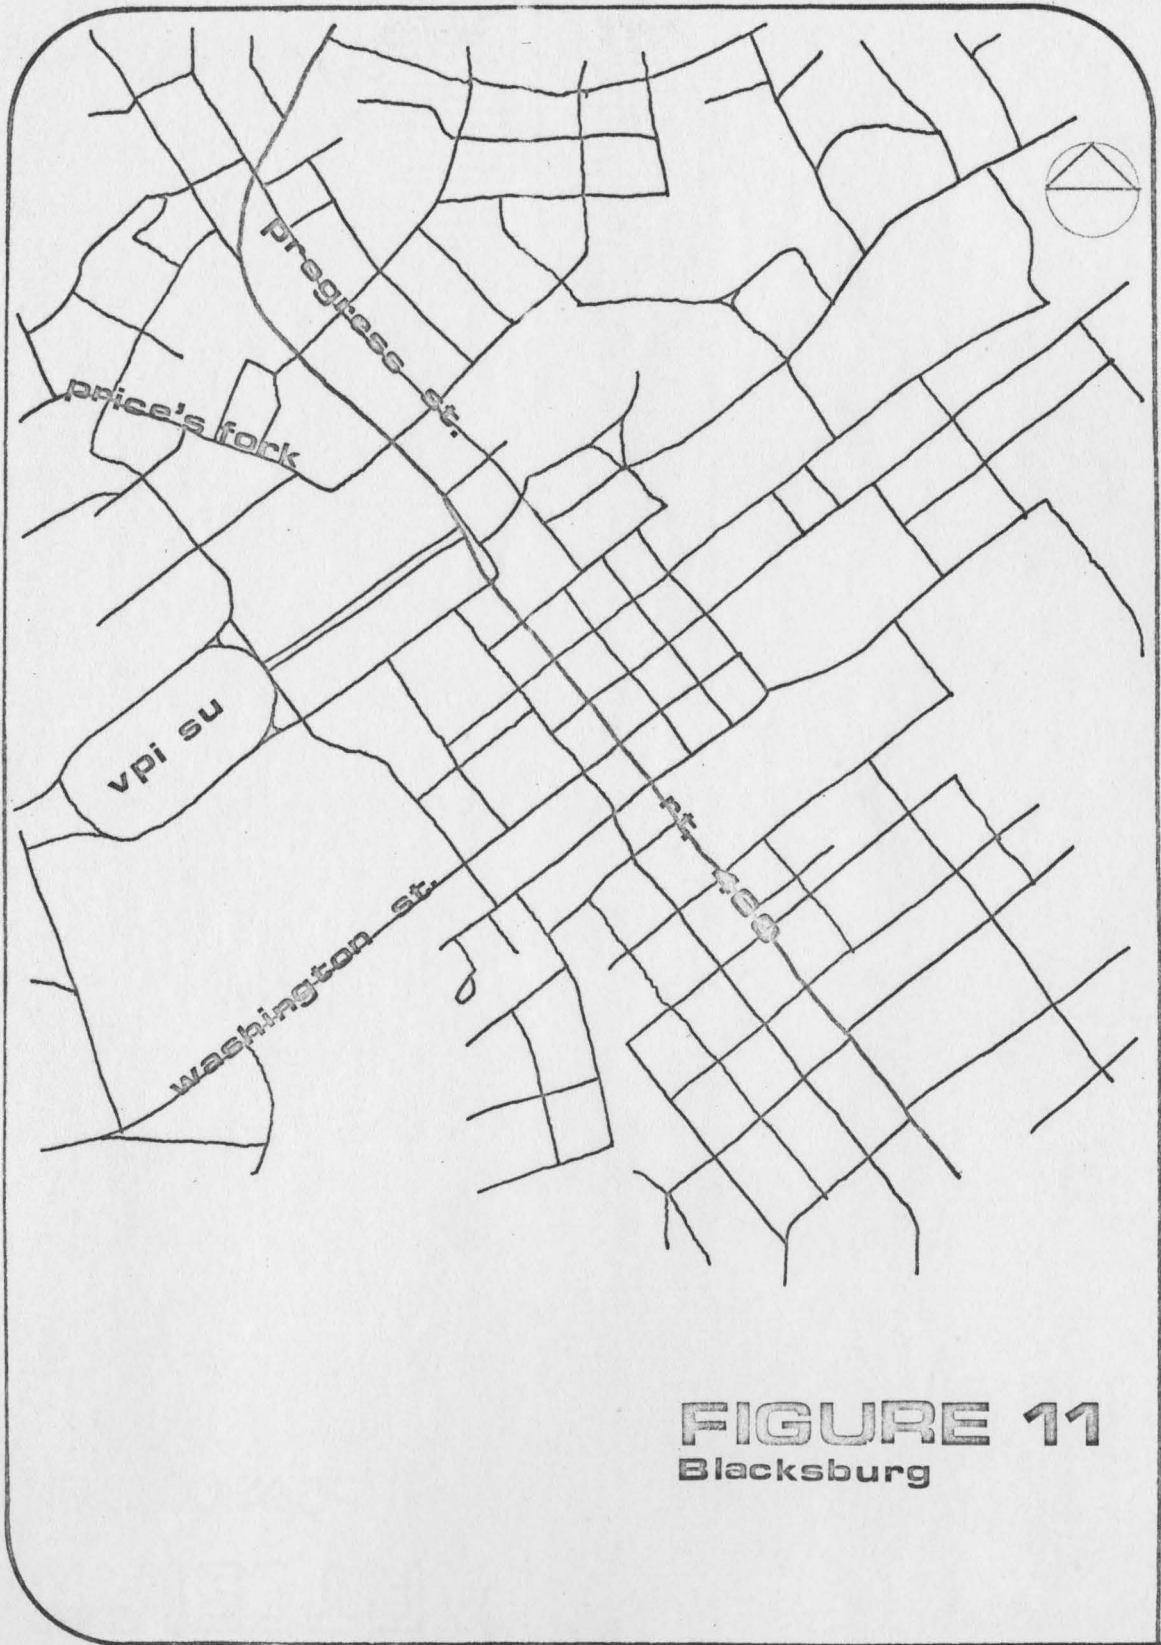 progress st.
price's fork
vpi su
rt. 460
washington st.
FIGURE 11
Blacksburg